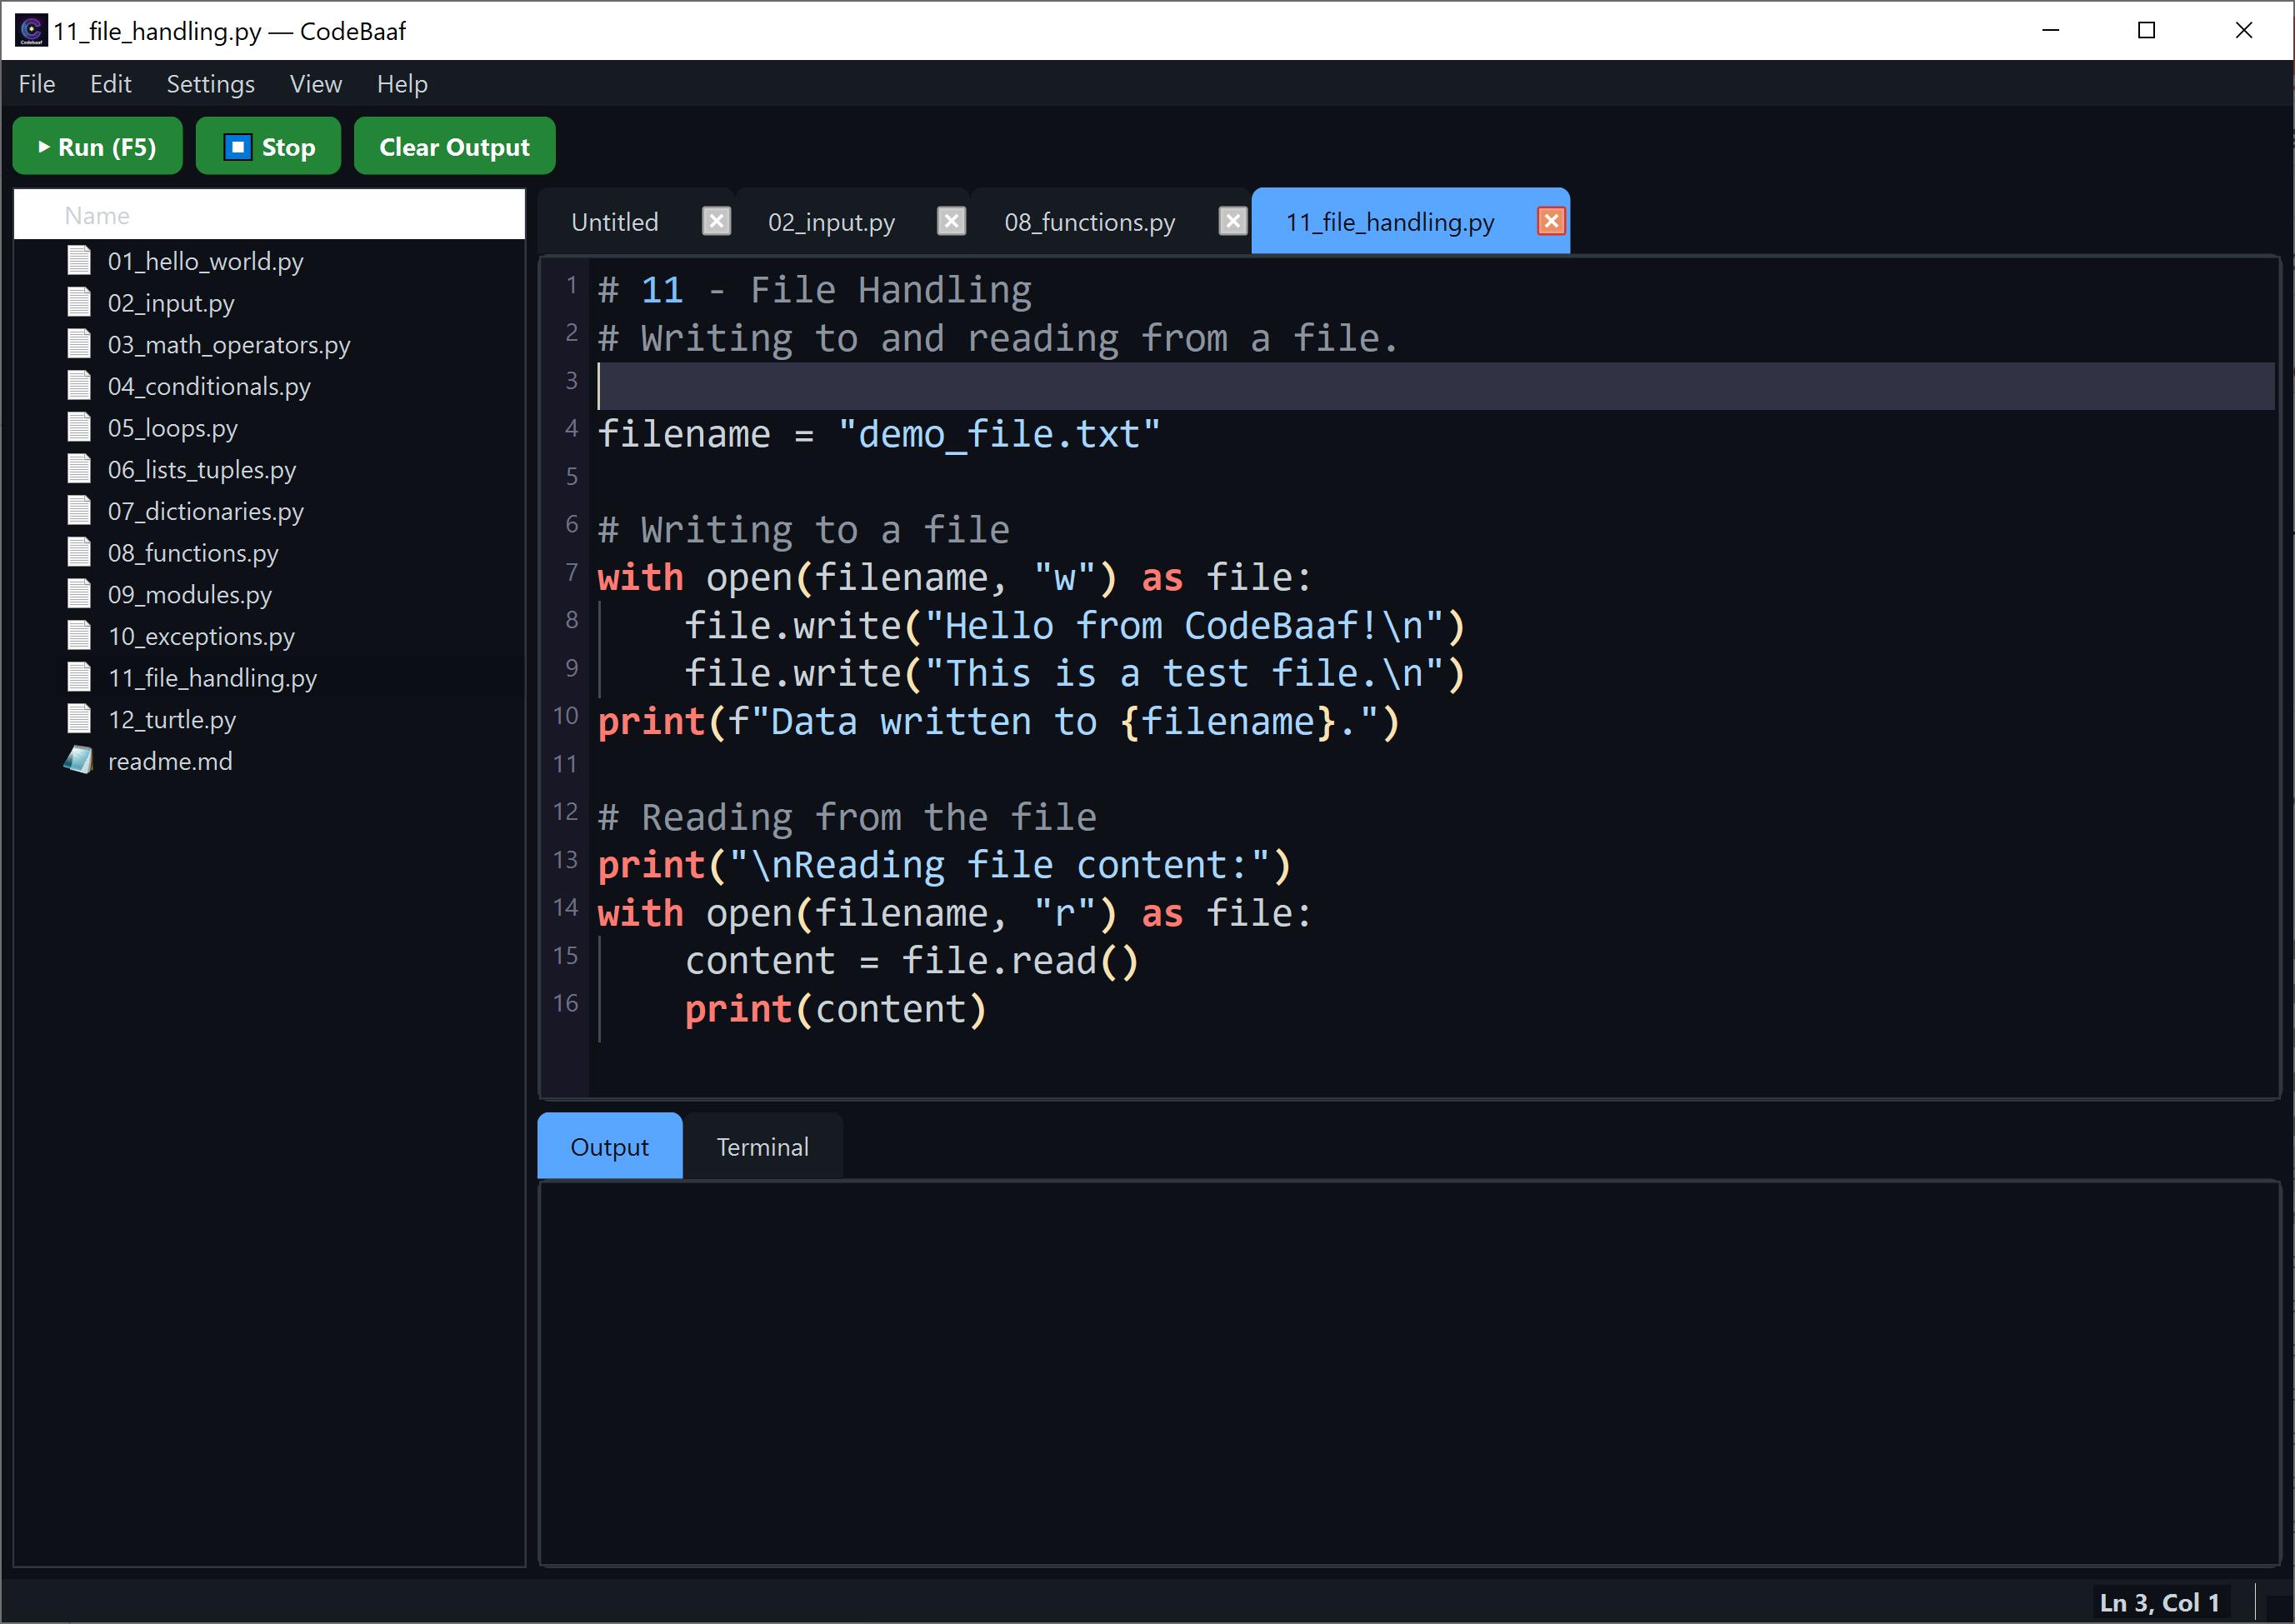 11_file_handling.py — CodeBaaf
File Edit Settings View Help
Run (F5) Stop Clear Output
Name
01_hello_world.py
02_input.py
03_math_operators.py
04_conditionals.py
05_loops.py
06_lists_tuples.py
07_dictionaries.py
08_functions.py
09_modules.py
10_exceptions.py
11_file_handling.py
12_turtle.py
readme.md
Untitled 02_input.py 08_functions.py 11_file_handling.py
1 # 11 - File Handling
2 # Writing to and reading from a file.
3
4 filename = "demo_file.txt"
5
6 # Writing to a file
7 with open(filename, "w") as file:
8     file.write("Hello from CodeBaaf!\n")
9     file.write("This is a test file.\n")
10 print(f"Data written to {filename}.")
11
12 # Reading from the file
13 print("\nReading file content:")
14 with open(filename, "r") as file:
15     content = file.read()
16     print(content)
Output Terminal
Ln 3, Col 1